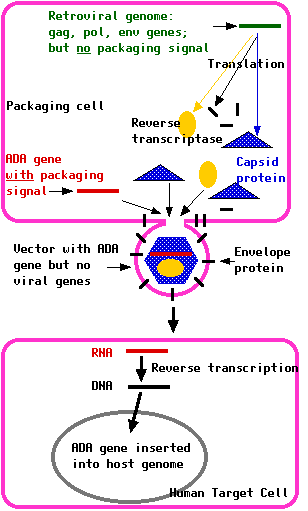 Retroviral genome:
gag, pol, env genes;
but no packaging signal
Translation
Packaging cell
Reverse
transcriptase
ADA gene
with packaging
signal
Capsid
protein
Vector with ADA
gene but no
viral genes
Envelope
protein
RNA
Reverse transcription
DNA
ADA gene inserted
into host genome
Human Target Cell